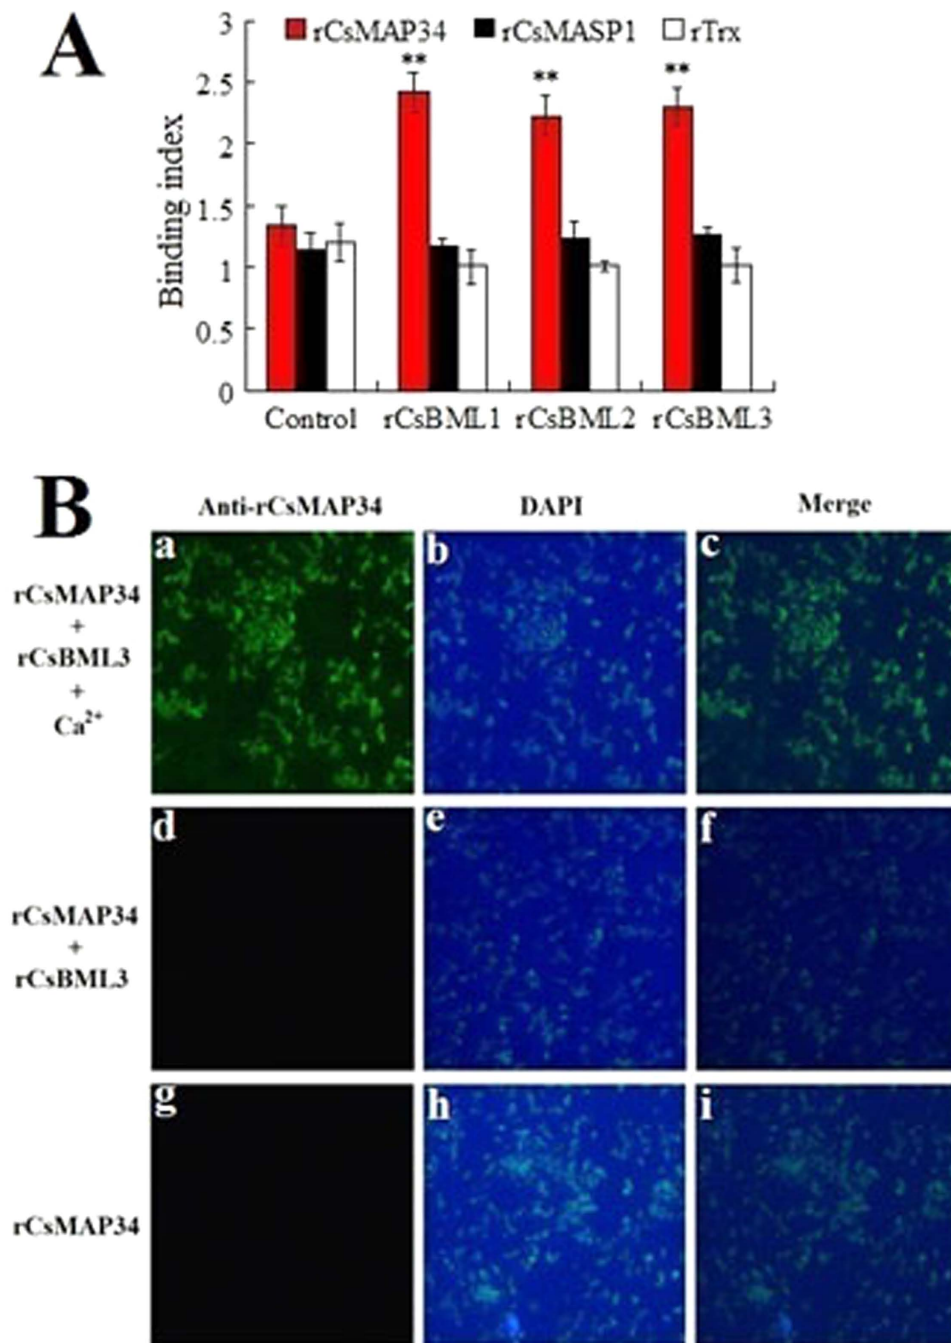 A
3
rCsMAP34 rCsMASP1 rTrx
** ** **
2.5
2
1.5
1
0.5
0
Binding index
Control rCsBML1 rCsBML2 rCsBML3
B
Anti-rCsMAP34 DAPI Merge
a b c
rCsMAP34
+
rCsBML3
+
Ca²⁺
d e f
rCsMAP34
+
rCsBML3
g h i
rCsMAP34